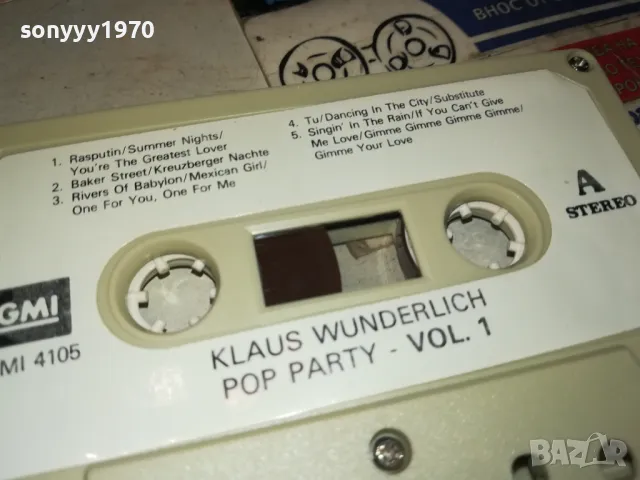 sonyyy1970
ВНОС ОТ
1. Rasputin/Summer Nights/
You're The Greatest Lover
2. Baker Street/Kreuzberger Nachte
3. Rivers Of Babylon/Mexican Girl/
One For You, One For Me
4. Tu/Dancing In The City/Substitute
5. Singin' In The Rain/If You Can't Give
Me Love/Gimme Gimme Gimme Gimme/
Gimme Your Love
A
STEREO
GMI
MI 4105
KLAUS WUNDERLICH
POP PARTY - VOL. 1
BAZAR